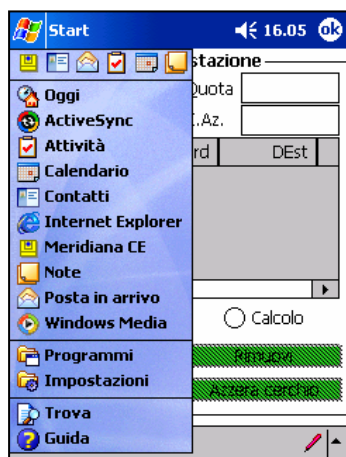 Start 16.05 ok
stazione
Quota
Oggi
ActiveSync
.Az.
Attività
rd DEst
Calendario
Contatti
Internet Explorer
Meridiana CE
Note
Posta in arrivo
Windows Media
Calcolo
Programmi
Rimuovi
Impostazioni
Azzera cerchio
Trova
Guida